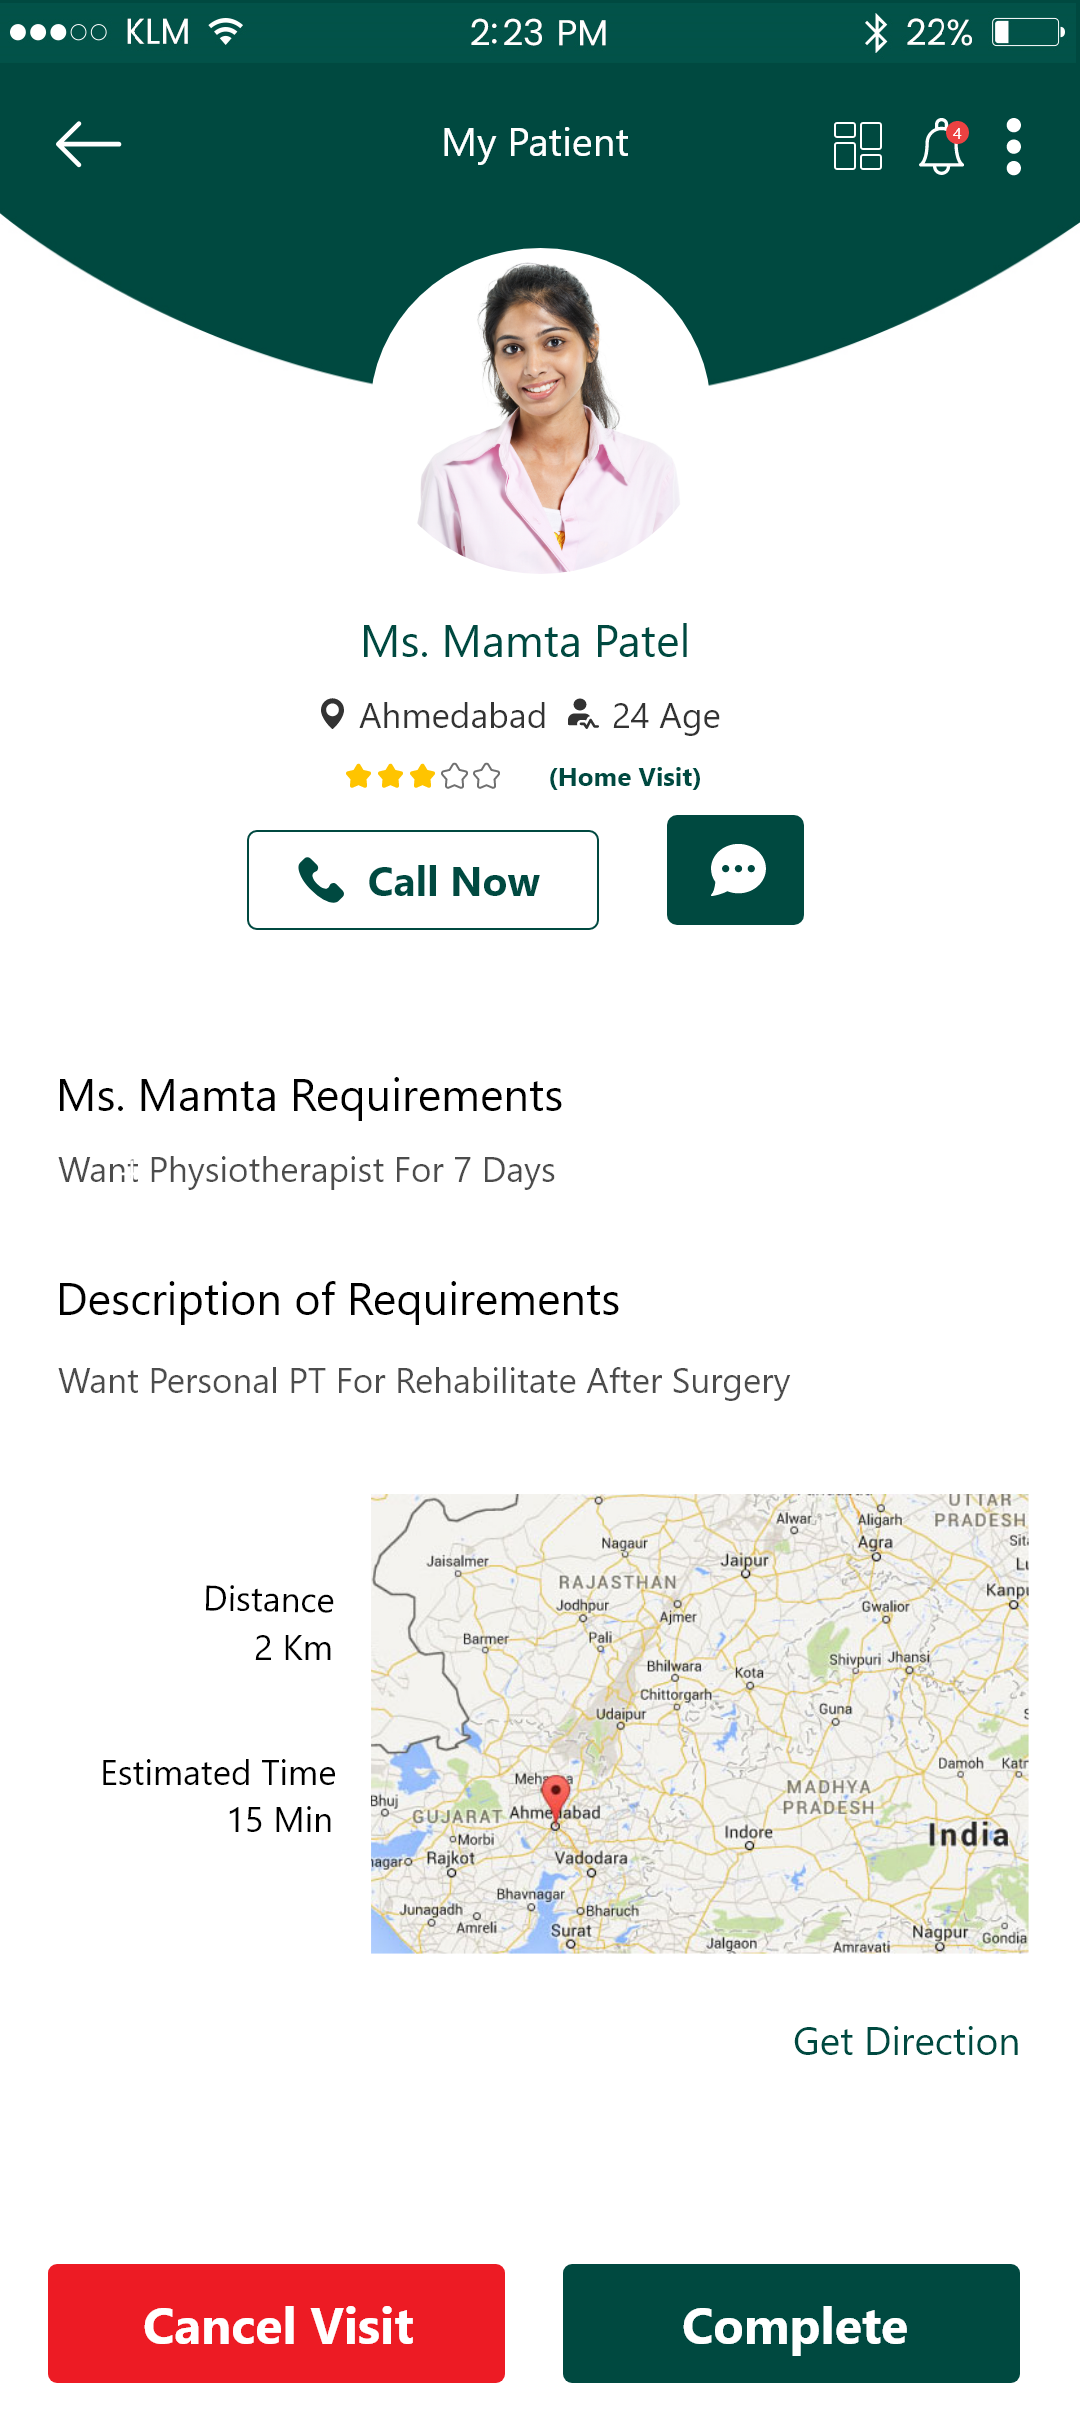 KLM 2:23 PM 22%
My Patient 4
Ms. Mamta Patel
Ahmedabad 24 Age
(Home Visit)
Call Now
Ms. Mamta Requirements
Want Physiotherapist For 7 Days
Description of Requirements
Want Personal PT For Rehabilitate After Surgery
Distance
2 Km
Estimated Time
15 Min
UTTAR
PRADESH
Alwar
Aligarh
Nagaur
Agra
Jaisalmer
Jaipur
RAJASTHAN
Jodhpur
Ajmer
Gwalior
Barmer
Pali
Shivpuri Jhansi
Bhilwara
Kota
Chittorgarh
Udaipur
Guna
Damoh
Bhuj
GUJARAT
MADHYA
PRADESH
Indore
India
Morbi
Rajkot
Vadodara
Bhavnagar
Junagadh
Amreli
Bharuch
Surat
Jalgaon
Amravati
Nagpur
Gondia
Get Direction
Cancel Visit
Complete